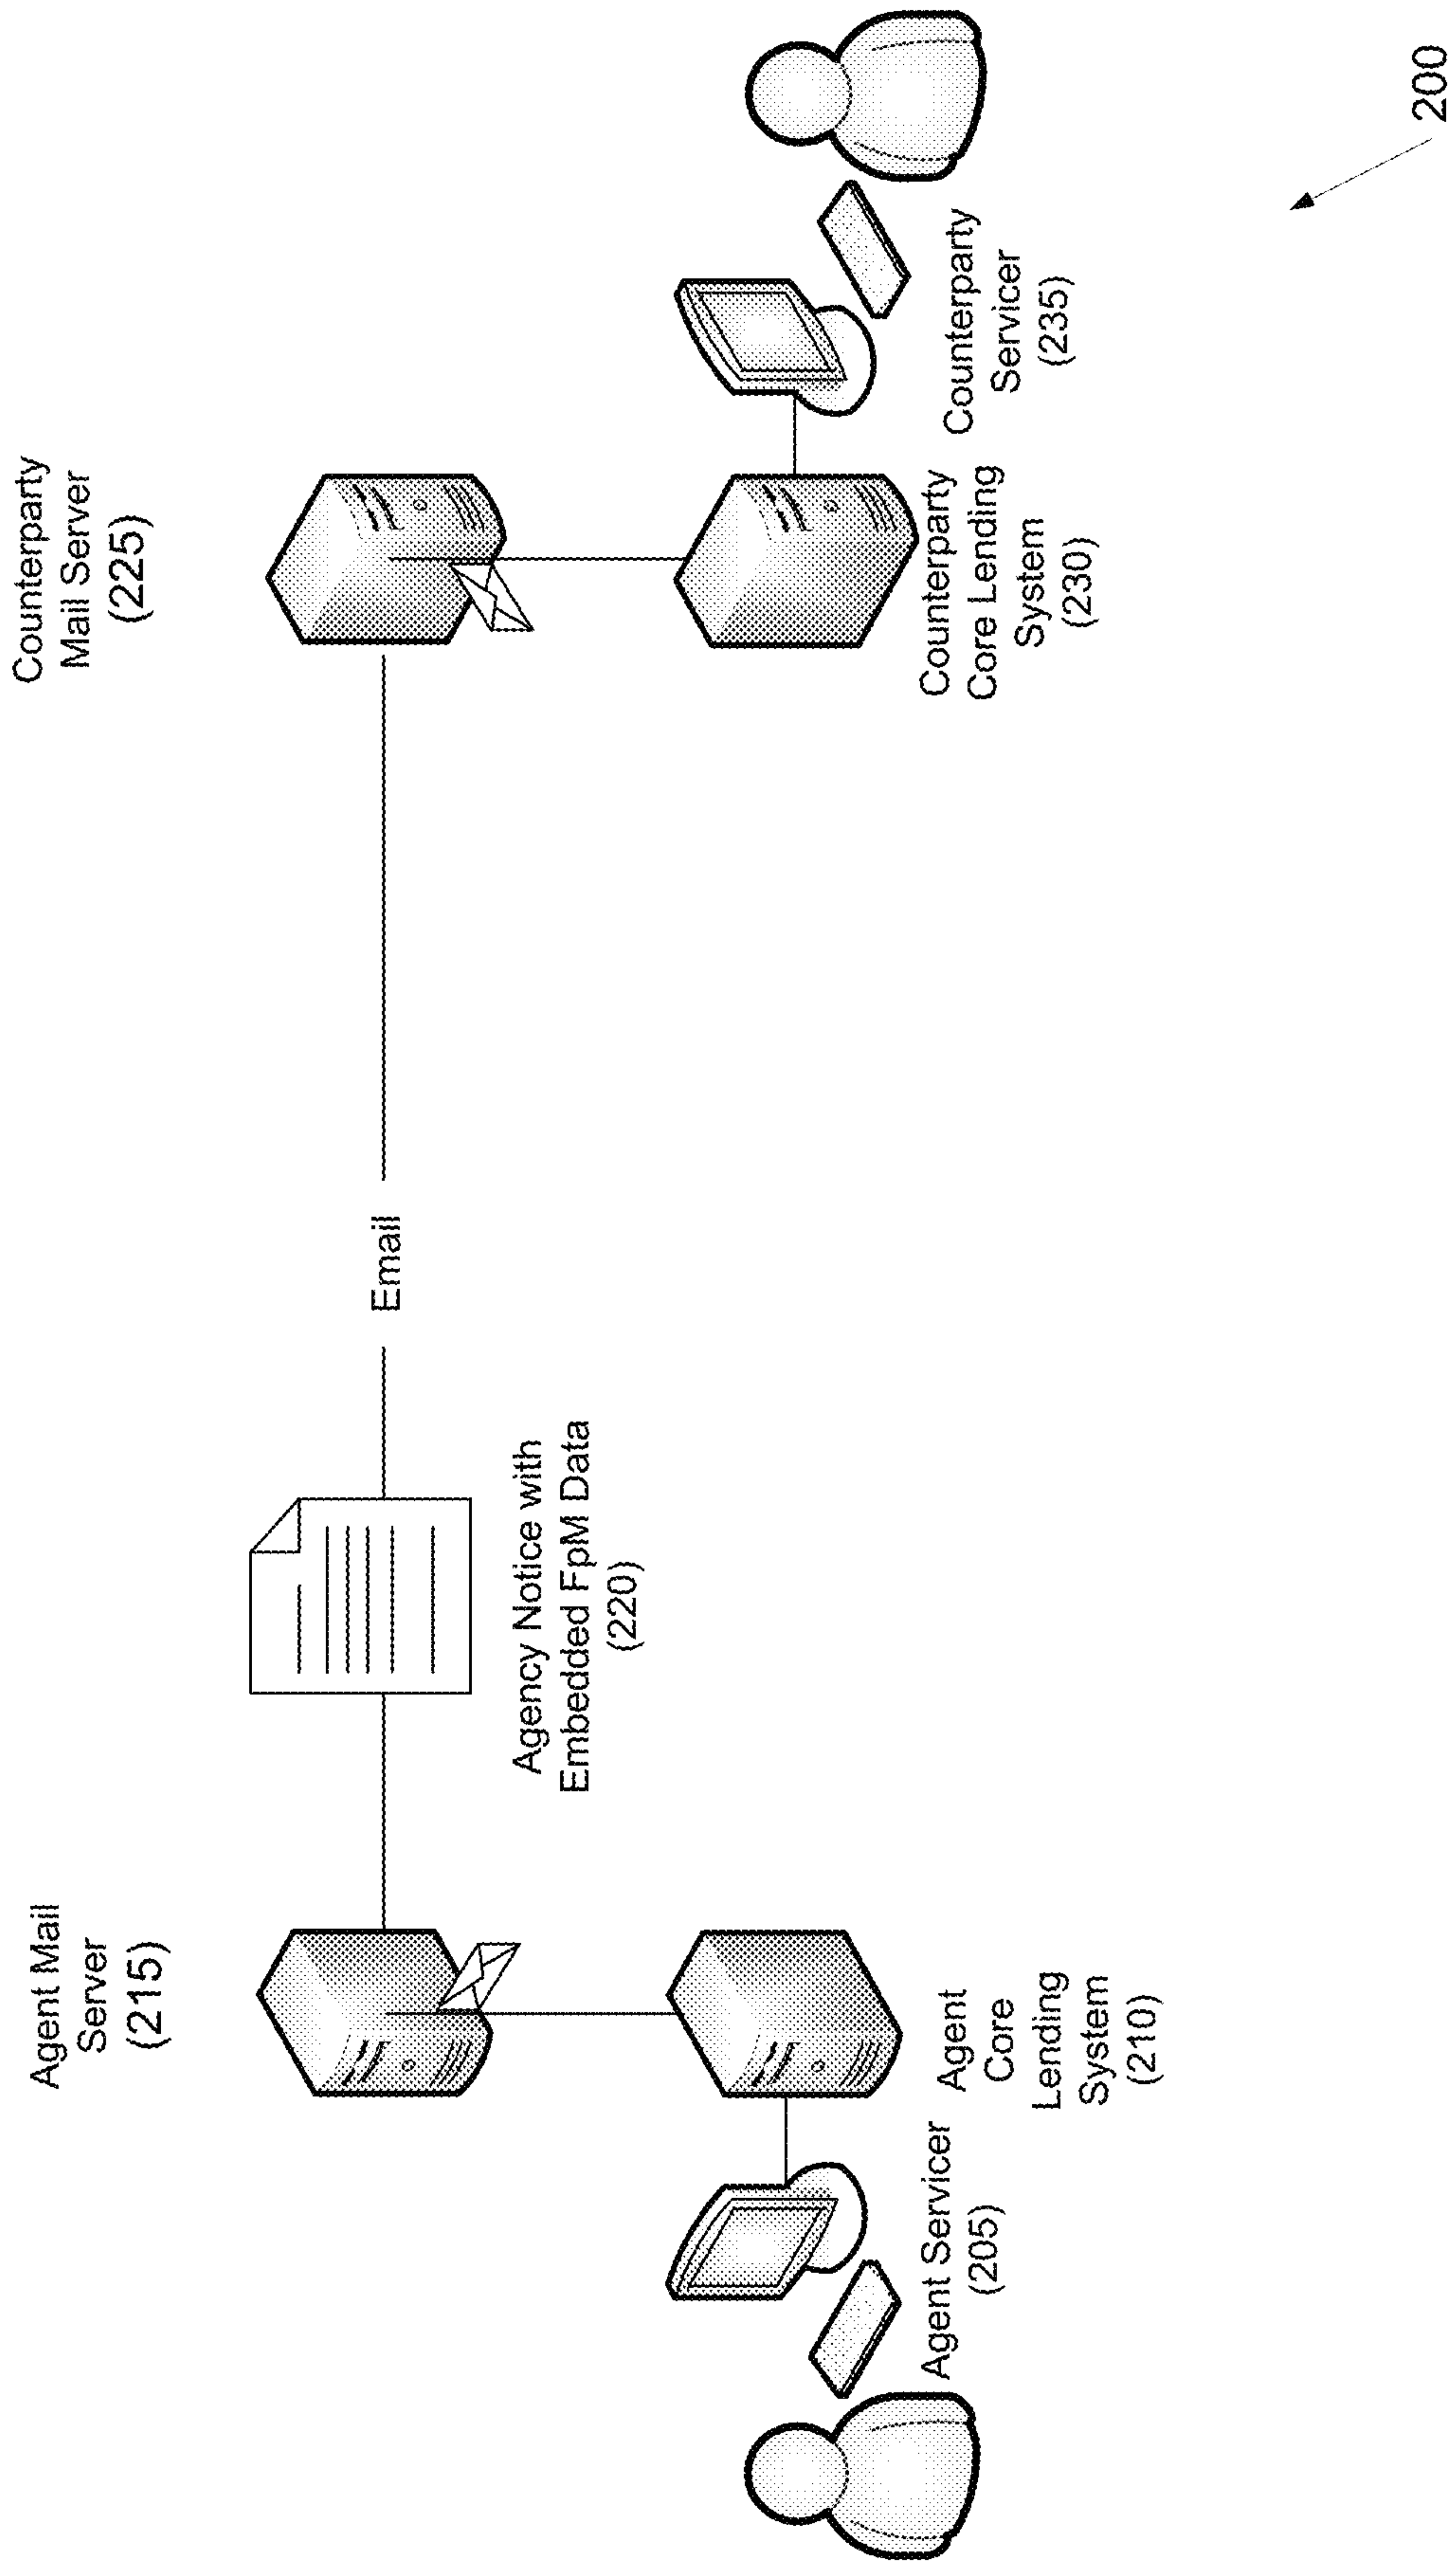 Agent Mail
Server
(215)
Counterparty
Mail Server
(225)
Agency Notice with
Embedded FpM Data
(220)
Email
Agent Servicer
(205)
Agent
Core
Lending
System
(210)
Counterparty
Core Lending
System
(230)
Counterparty
Servicer
(235)
200